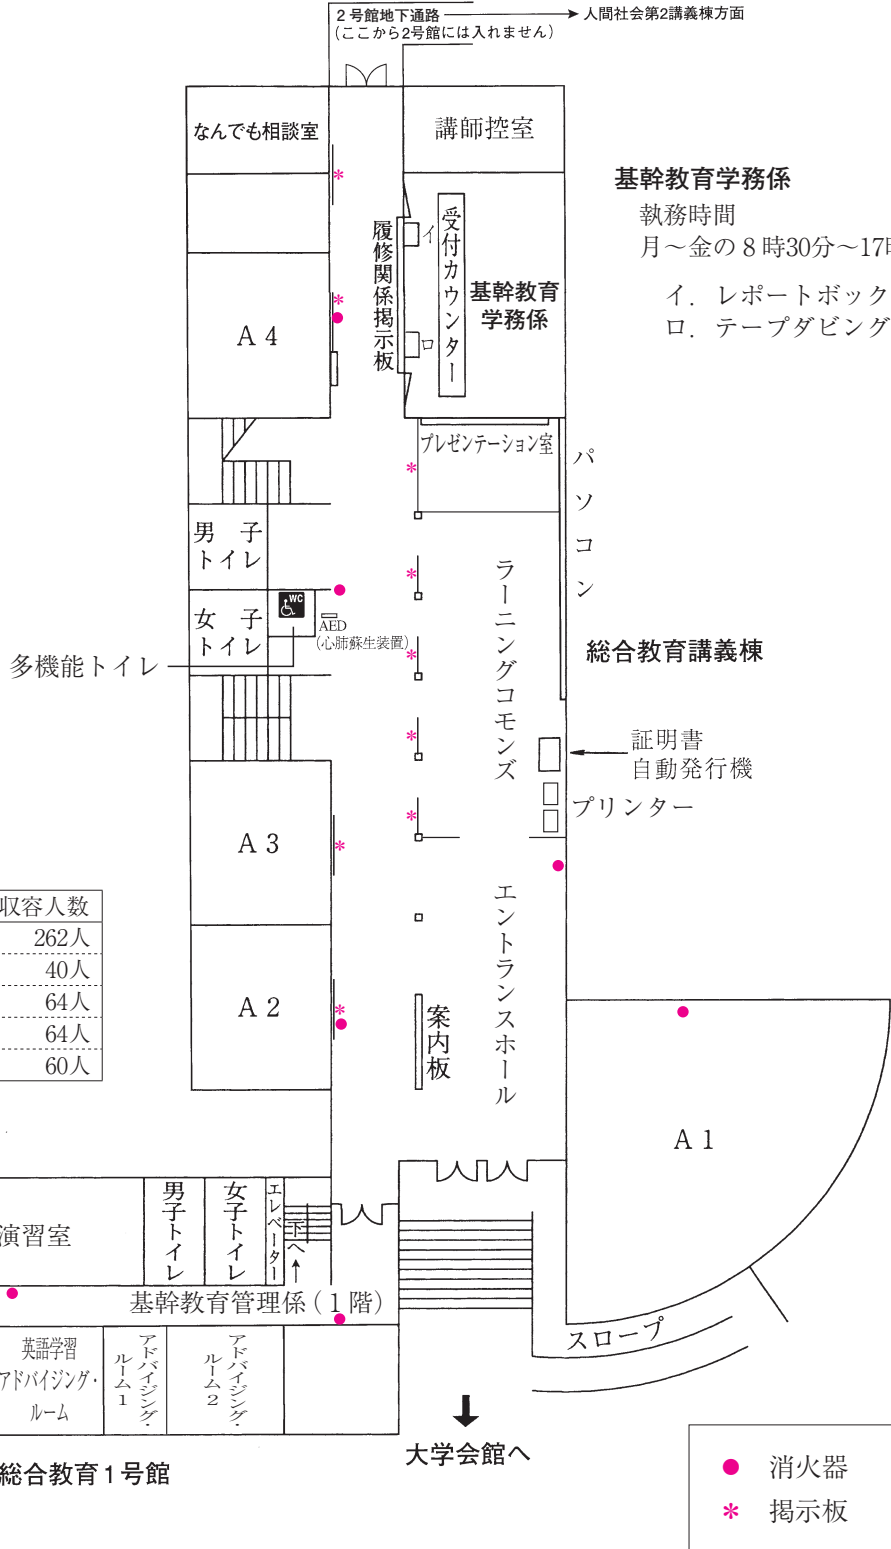 2号館地下通路
人間社会第2講義棟方面
(ここから2号館には入れません)
なんでも相談室
講師控室
基幹教育学務係
執務時間
月～金の8時30分～17時
イ．レポートボック
ロ．テープダビング
履修関係掲示板
イ
ロ
受付カウンター
基幹教育
学務係
A 4
プレゼンテーション室
パソコン
男子
トイレ
女子
トイレ
WC
AED
(心肺蘇生装置)
多機能トイレ
ラーニングコモンズ
総合教育講義棟
証明書
自動発行機
プリンター
A 3
収容人数
262人
40人
64人
64人
60人
エントランスホール
A 2
案内板
A 1
演習室
男子トイレ
女子トイレ
エレベーター
下へ
基幹教育管理係(1階)
スロープ
英語学習
アドバイジング・
ルーム
アドバイジング・
ルーム1
アドバイジング・
ルーム2
大学会館へ
総合教育1号館
消火器
掲示板